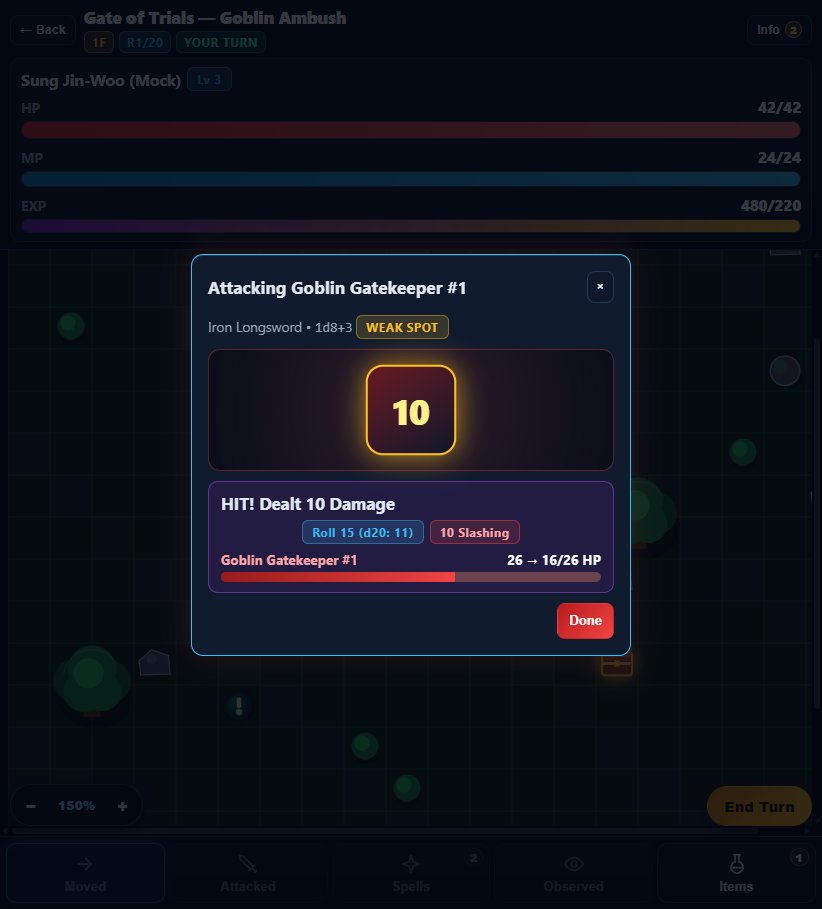 ← Back
Gate of Trials — Goblin Ambush
1F R1/20 YOUR TURN
Info 2
Sung Jin-Woo (Mock) Lv 3
HP 42/42
MP 24/24
EXP 480/220
Attacking Goblin Gatekeeper #1
×
Iron Longsword • 1d8+3 WEAK SPOT
10
HIT! Dealt 10 Damage
Roll 15 (d20: 11) 10 Slashing
Goblin Gatekeeper #1 26 → 16/26 HP
Done
!
− 150% +
End Turn
Moved
Attacked
Spells 2
Observed
Items 1